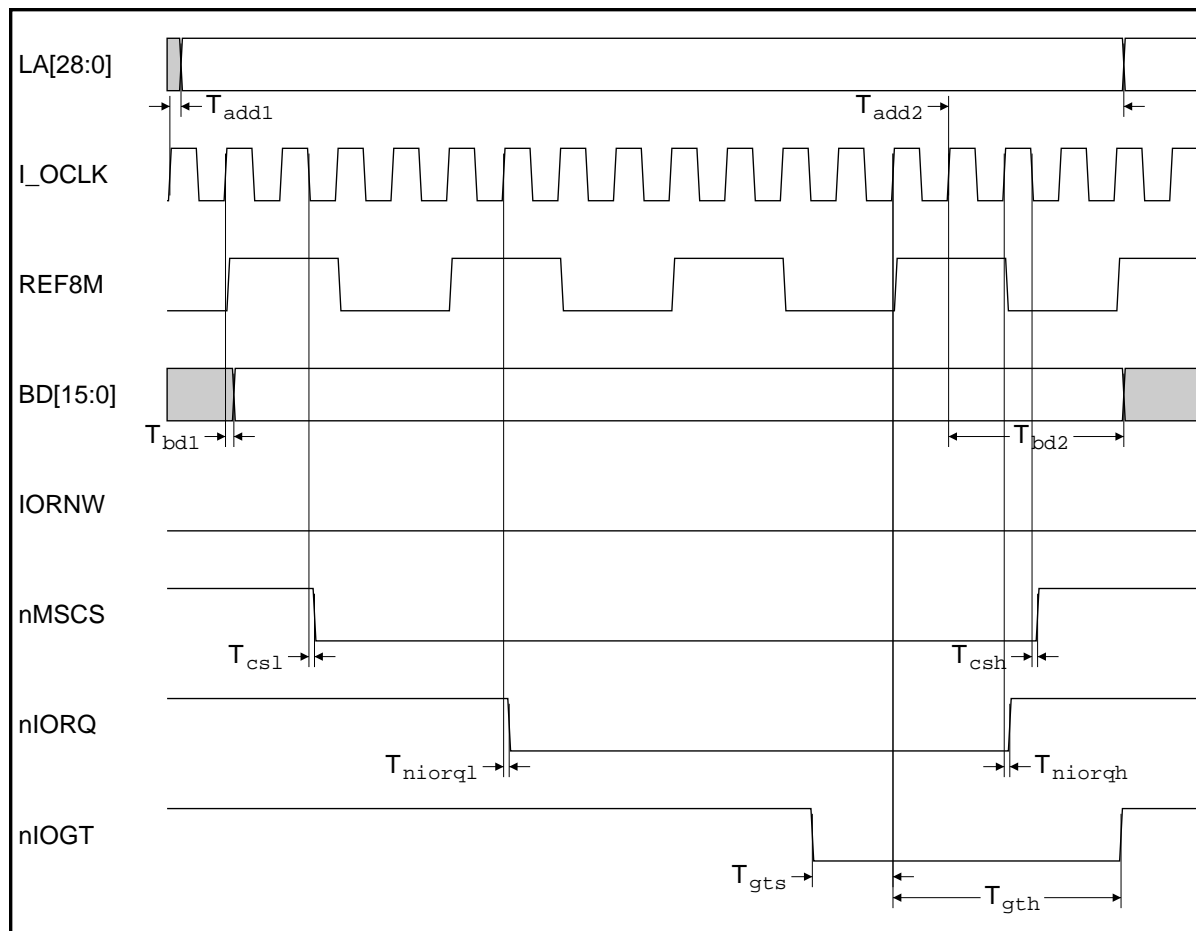 LA[28:0]
Tadd1
Tadd2
I_OCLK
REF8M
BD[15:0]
Tbd1
Tbd2
IORNW
nMSCS
Tcsl
Tcsh
nIORQ
Tniorql
Tniorqh
nIOGT
Tgts
Tgth